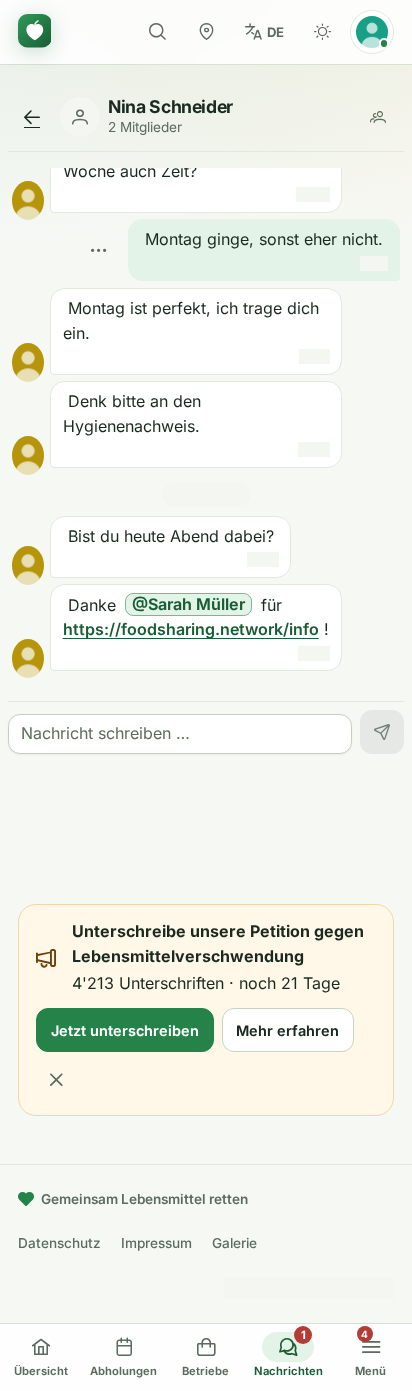 DE
Nina Schneider
2 Mitglieder
Woche auch Zeit?
Montag ginge, sonst eher nicht.
Montag ist perfekt, ich trage dich
ein.
Denk bitte an den
Hygienenachweis.
Bist du heute Abend dabei?
Danke @Sarah Müller für
https://foodsharing.network/info !
Nachricht schreiben ...
Unterschreibe unsere Petition gegen
Lebensmittelverschwendung
4'213 Unterschriften · noch 21 Tage
Jetzt unterschreiben Mehr erfahren
Gemeinsam Lebensmittel retten
Datenschutz Impressum Galerie
1 4
Übersicht Abholungen Betriebe Nachrichten Menü